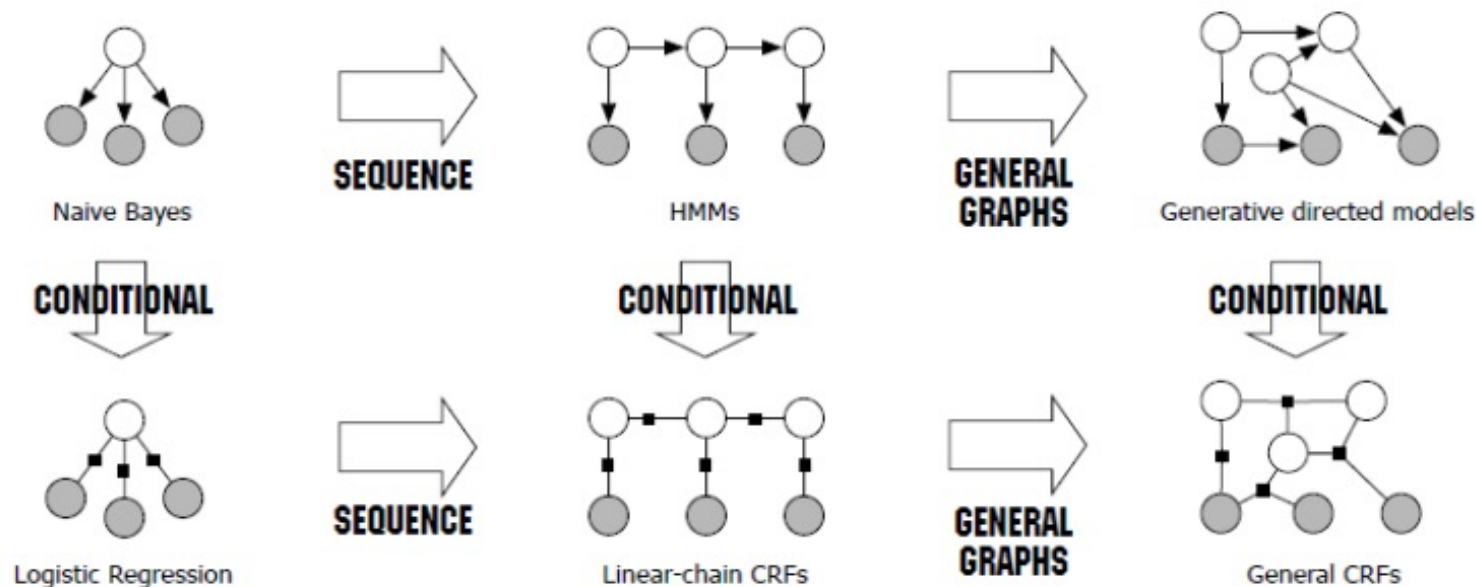 SEQUENCE
GENERAL
GRAPHS
Naive Bayes
HMMs
Generative directed models
CONDITIONAL
CONDITIONAL
CONDITIONAL
SEQUENCE
GENERAL
GRAPHS
Logistic Regression
Linear-chain CRFs
General CRFs